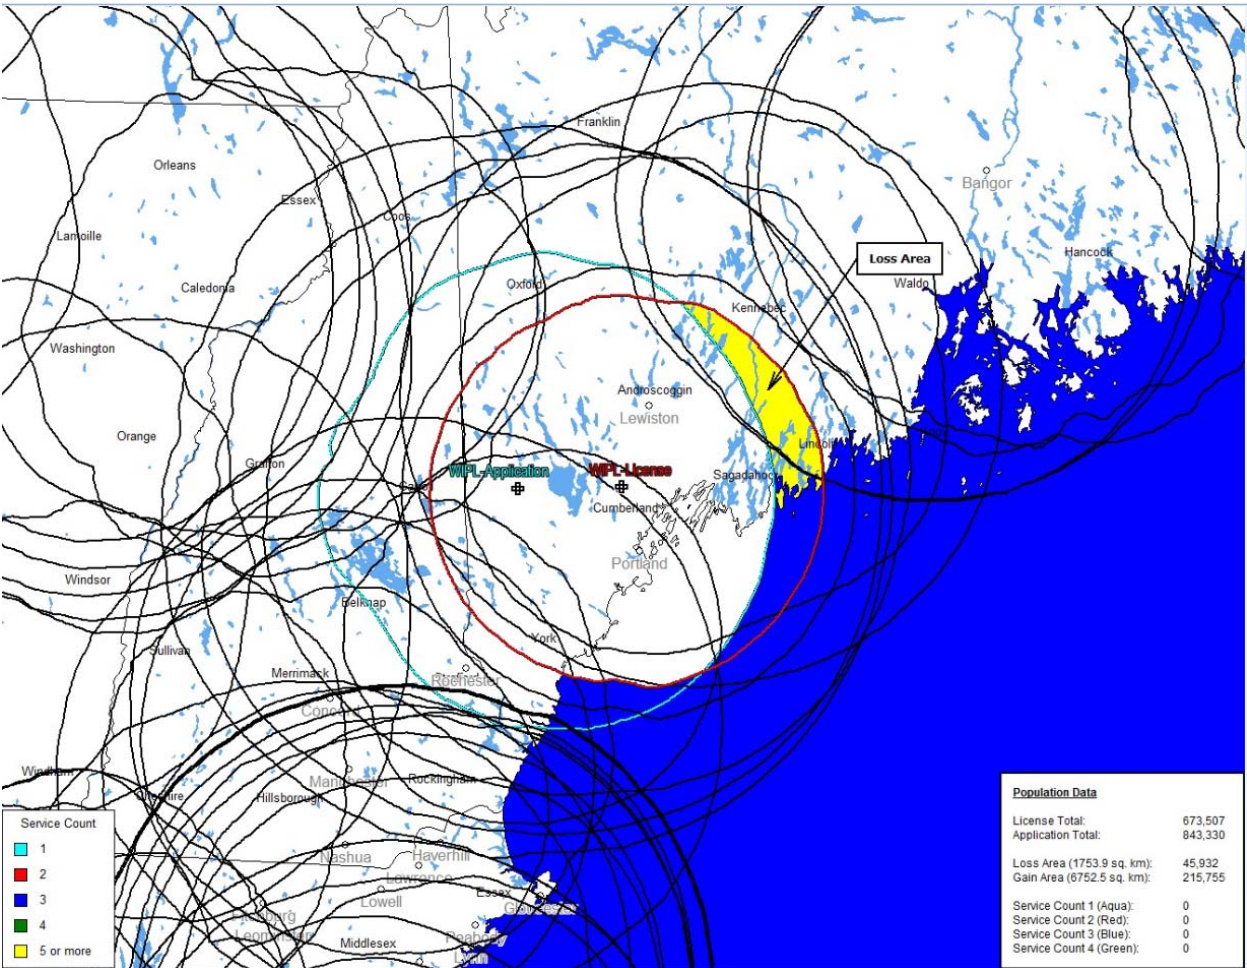 Franklin
Orleans
Bangor
Essex
Coos
Lamoille
Hancock
Loss Area
Caledonia
Oxford
Waldo
Kennebec
Washington
Androscoggin
Lewiston
Orange
Lincoln
Grafton
WIPL-Application
WIPL-License
Sagadahoc
Cumberland
Portland
Windsor
Belknap
York
Sullivan
Merrimack
Rochester
Concord
Windham
Manchester
Rockingham
Cheshire
Hillsborough
Nashua
Haverhill
Lawrence
Lowell
Essex
Gloucester
Fitchburg
Leominster
Middlesex
Peabody
Lynn
Service Count
1
2
3
4
5 or more
Population Data
License Total: 673,507
Application Total: 843,330
Loss Area (1753.9 sq. km): 45,932
Gain Area (6752.5 sq. km): 215,755
Service Count 1 (Aqua): 0
Service Count 2 (Red): 0
Service Count 3 (Blue): 0
Service Count 4 (Green): 0